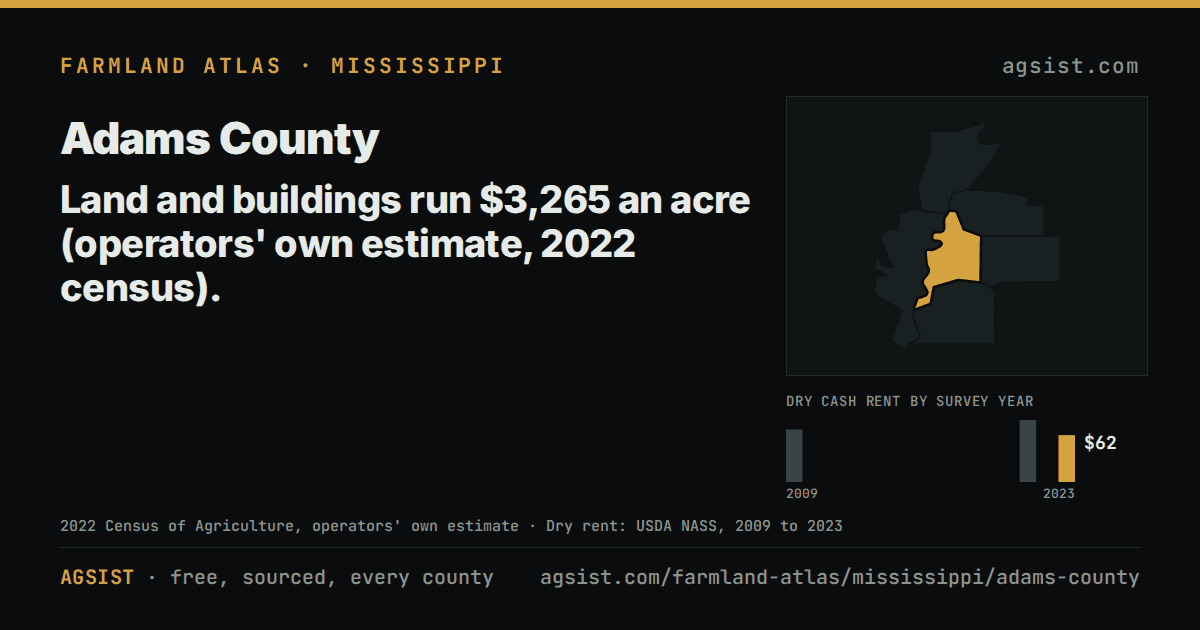 FARMLAND ATLAS · MISSISSIPPI
agsist.com
Adams County
Land and buildings run $3,265 an acre
(operators' own estimate, 2022
census).
DRY CASH RENT BY SURVEY YEAR
$62
2009
2023
2022 Census of Agriculture, operators' own estimate · Dry rent: USDA NASS, 2009 to 2023
AGSIST · free, sourced, every county
agsist.com/farmland-atlas/mississippi/adams-county